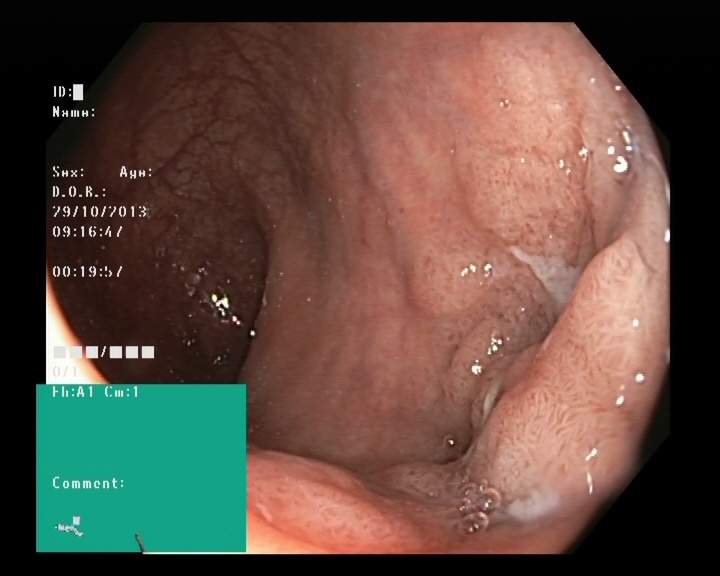 ID:
Name:
Sex: Age:
D.O.B.:
29/10/2013
09:16:47
00:19:57
/
0/1
Eh:A1 Cm:1
Comment: